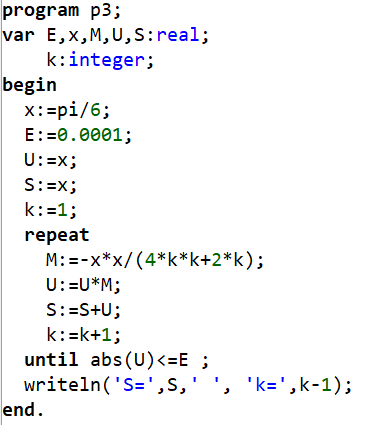 program p3;
var E,x,M,U,S:real;
    k:integer;
begin
  x:=pi/6;
  E:=0.0001;
  U:=x;
  S:=x;
  k:=1;
  repeat
    M:=-x*x/(4*k*k+2*k);
    U:=U*M;
    S:=S+U;
    k:=k+1;
  until abs(U)<=E ;
  writeln('S=',S,' ', 'k=',k-1);
end.